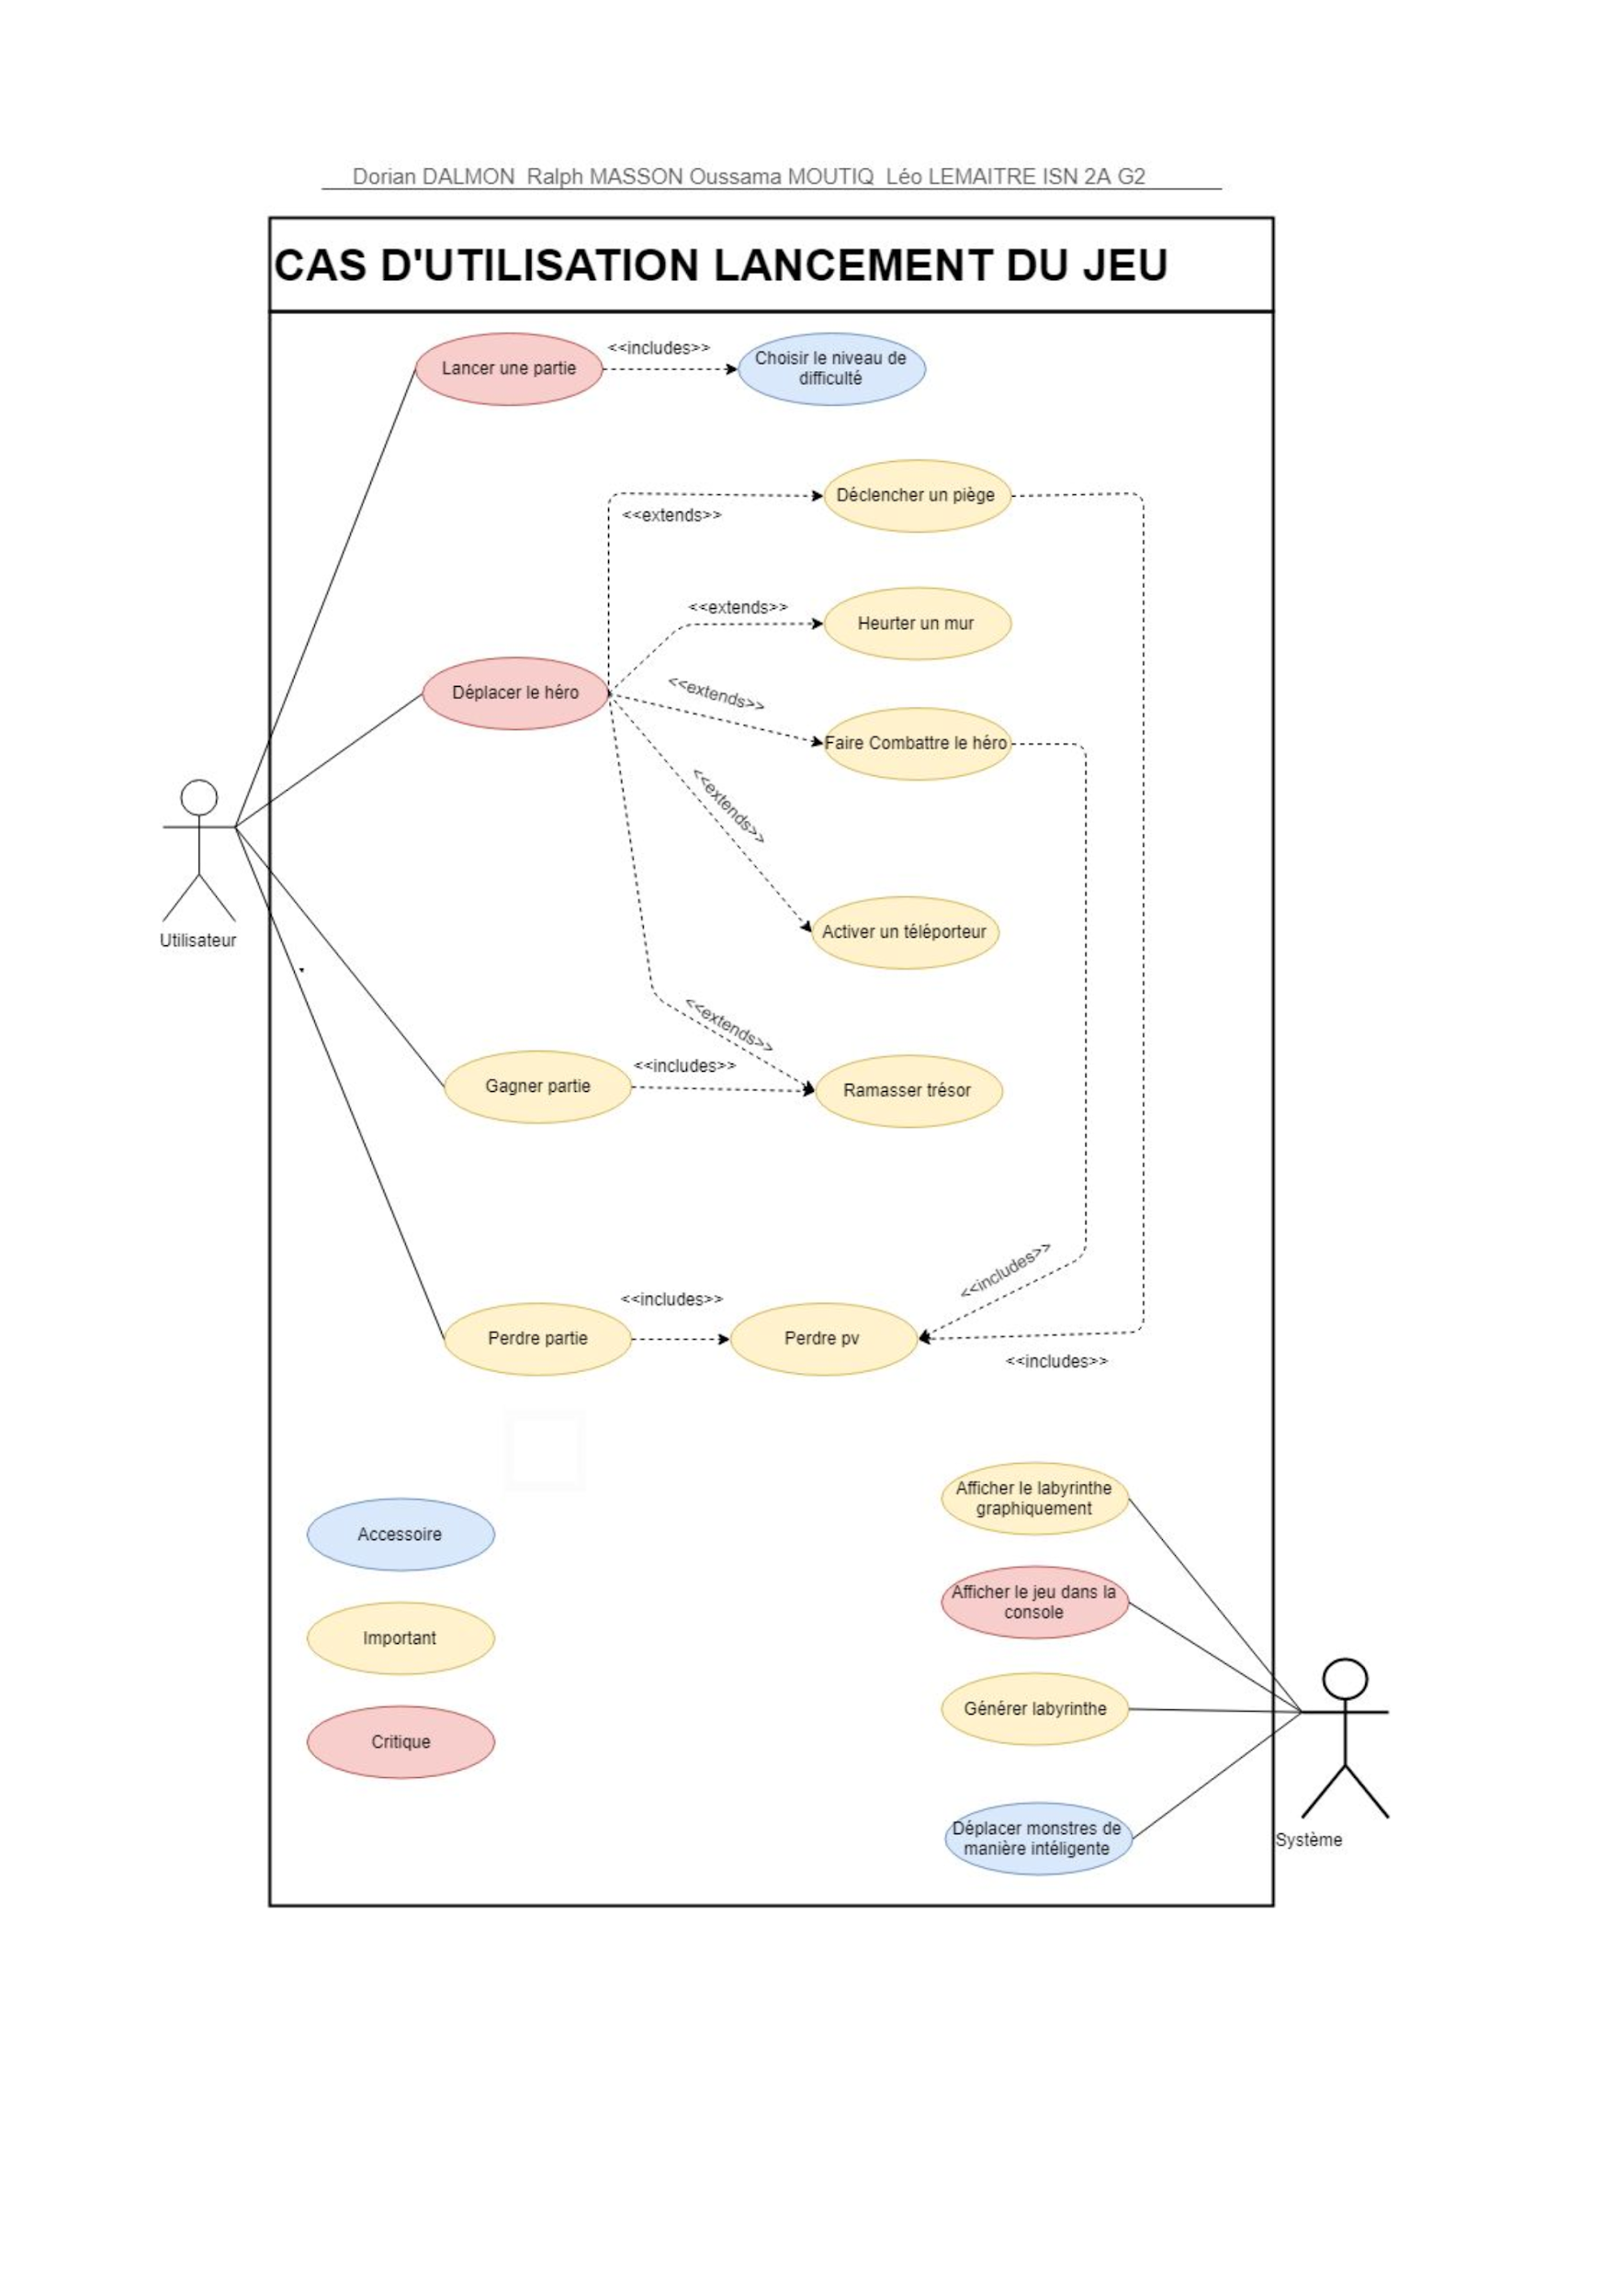 Dorian DALMON  Ralph MASSON Oussama MOUTIQ  Léo LEMAITRE ISN 2A G2
CAS D'UTILISATION LANCEMENT DU JEU
Lancer une partie
<<includes>>
Choisir le niveau de
difficulté
Déclencher un piège
<<extends>>
<<extends>>
Heurter un mur
Déplacer le héro
<<extends>>
Faire Combattre le héro
<<extends>>
Activer un téléporteur
Utilisateur
<<extends>>
Gagner partie
<<includes>>
Ramasser trésor
<<includes>>
<<includes>>
Perdre partie
Perdre pv
<<includes>>
Afficher le labyrinthe
graphiquement
Accessoire
Afficher le jeu dans la
console
Important
Générer labyrinthe
Critique
Déplacer monstres de
manière intéligente
Système